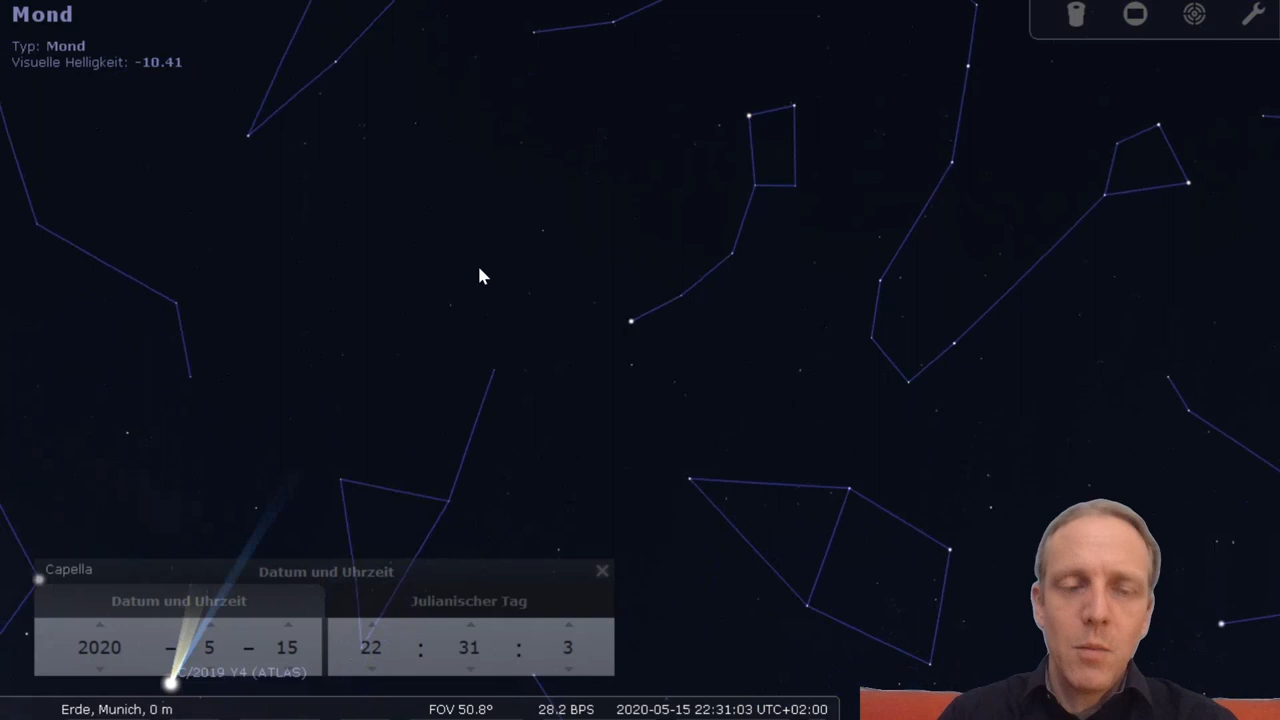 Mond
Typ: Mond
Visuelle Helligkeit: -10.41
Capella
Datum und Uhrzeit
Datum und Uhrzeit
Julianischer Tag
2020 - 5 - 15
22 : 31 : 3
C/2019 Y4 (ATLAS)
Erde, Munich, 0 m
FOV 50.8°
28.2 BPS
2020-05-15 22:31:03 UTC+02:00